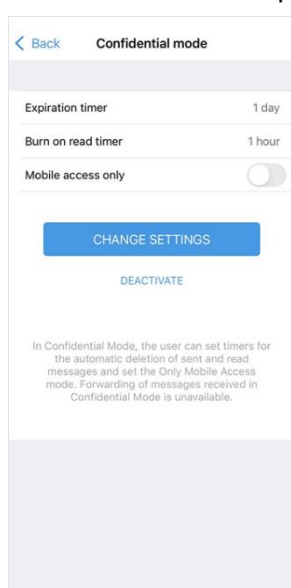 Back Confidential mode
Expiration timer 1 day
Burn on read timer 1 hour
Mobile access only
CHANGE SETTINGS
DEACTIVATE
In Confidential Mode, the user can set timers for
the automatic deletion of sent and read
messages and set the Only Mobile Access
mode. Forwarding of messages received in
Confidential Mode is unavailable.